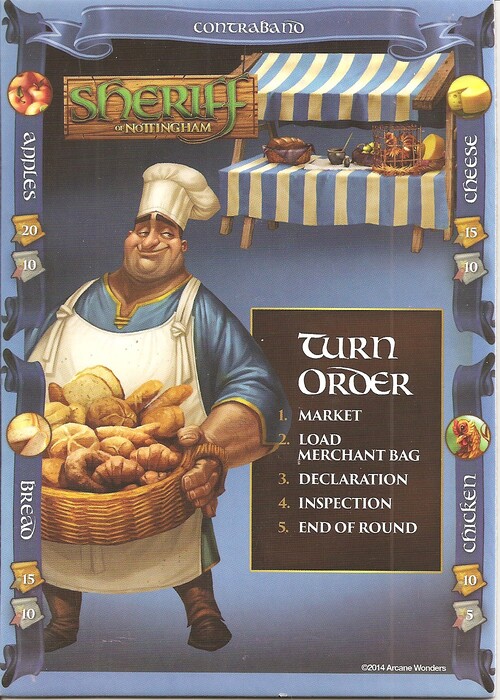 CONTRABAND
SHERIFF
OF NOTTINGHAM
APPLES
20
10
CHEESE
15
10
TURN
ORDER
1. MARKET
2. LOAD
MERCHANT BAG
3. DECLARATION
4. INSPECTION
5. END OF ROUND
BREAD
15
10
CHICKEN
10
5
©2014 Arcane Wonders